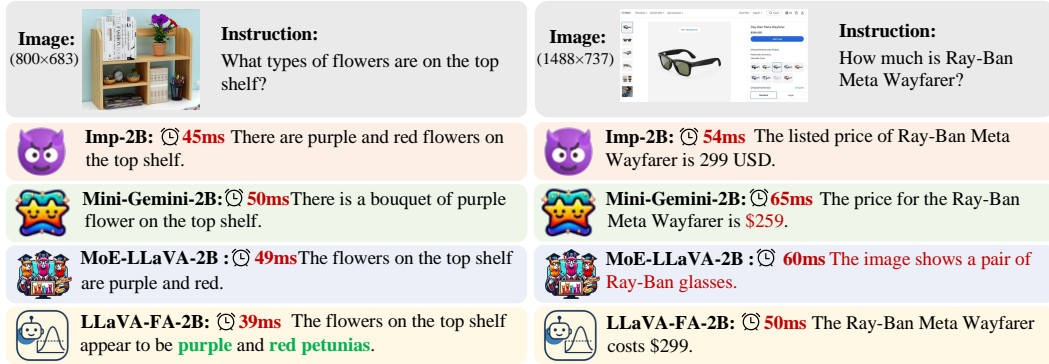 Image:
(800×683)
Instruction:
What types of flowers are on the top
shelf?
Imp-2B: 45ms There are purple and red flowers on
the top shelf.
Mini-Gemini-2B: 50ms There is a bouquet of purple
flower on the top shelf.
MoE-LLaVA-2B : 49ms The flowers on the top shelf
are purple and red.
LLaVA-FA-2B: 39ms The flowers on the top shelf
appear to be purple and red petunias.
Image:
(1488×737)
Instruction:
How much is Ray-Ban
Meta Wayfarer?
Imp-2B: 54ms The listed price of Ray-Ban Meta
Wayfarer is 299 USD.
Mini-Gemini-2B: 65ms The price for the Ray-Ban
Meta Wayfarer is $259.
MoE-LLaVA-2B : 60ms The image shows a pair of
Ray-Ban glasses.
LLaVA-FA-2B: 50ms The Ray-Ban Meta Wayfarer
costs $299.